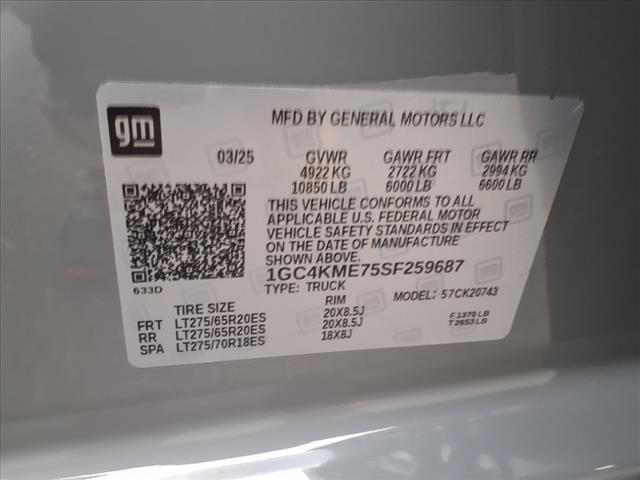 gm
MFD BY GENERAL MOTORS LLC
03/25 GVWR GAWR FRT GAWR RR
4922 KG 2722 KG 2994 KG
10850 LB 6000 LB 6600 LB
THIS VEHICLE CONFORMS TO ALL
APPLICABLE U.S. FEDERAL MOTOR
VEHICLE SAFETY STANDARDS IN EFFECT
ON THE DATE OF MANUFACTURE
633D
1GC4KME75SF259687
TYPE: TRUCK MODEL: 57CK20743
TIRE SIZE RIM
FRT LT275/65R20ES 20X8.5J F.1370 LB
RR LT275/65R20ES 20X8.5J T 2653 LB
SPA LT275/70R18ES 18X8J